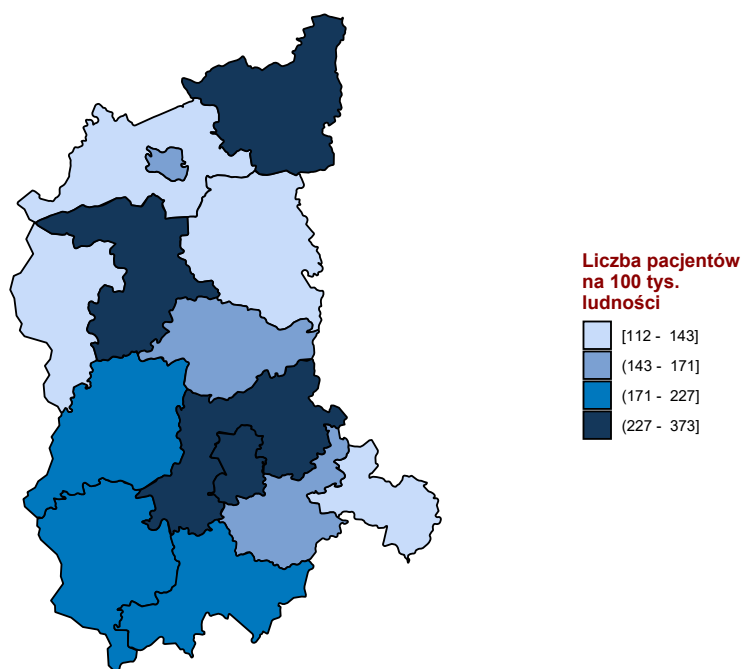 Liczba pacjentów
na 100 tys.
ludności
[112 - 143]
(143 - 171]
(171 - 227]
(227 - 373]